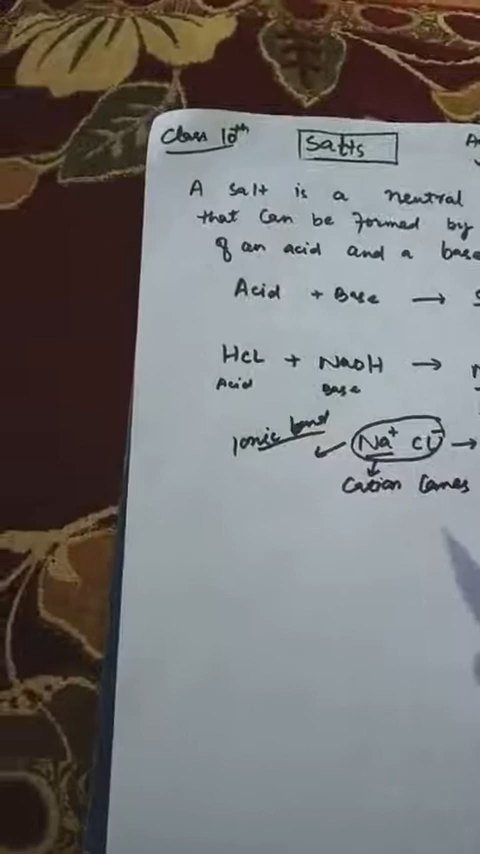 Class 10th
Salts
A salt is a neutral
that can be formed by
of an acid and a base
Acid + Base →
HCl + NaOH →
Acid Base
Ionic bond Na+ Cl- →
Cation comes